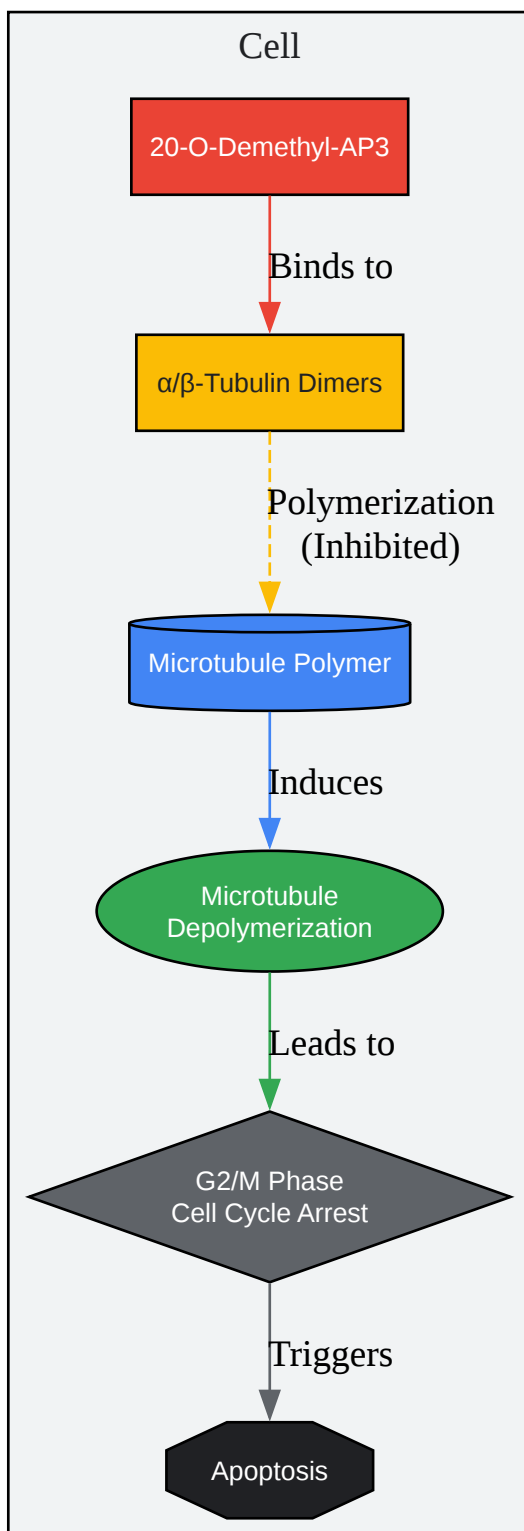 Cell
20-O-Demethyl-AP3
Binds to
α/β-Tubulin Dimers
Polymerization
(Inhibited)
Microtubule Polymer
Induces
Microtubule
Depolymerization
Leads to
G2/M Phase
Cell Cycle Arrest
Triggers
Apoptosis